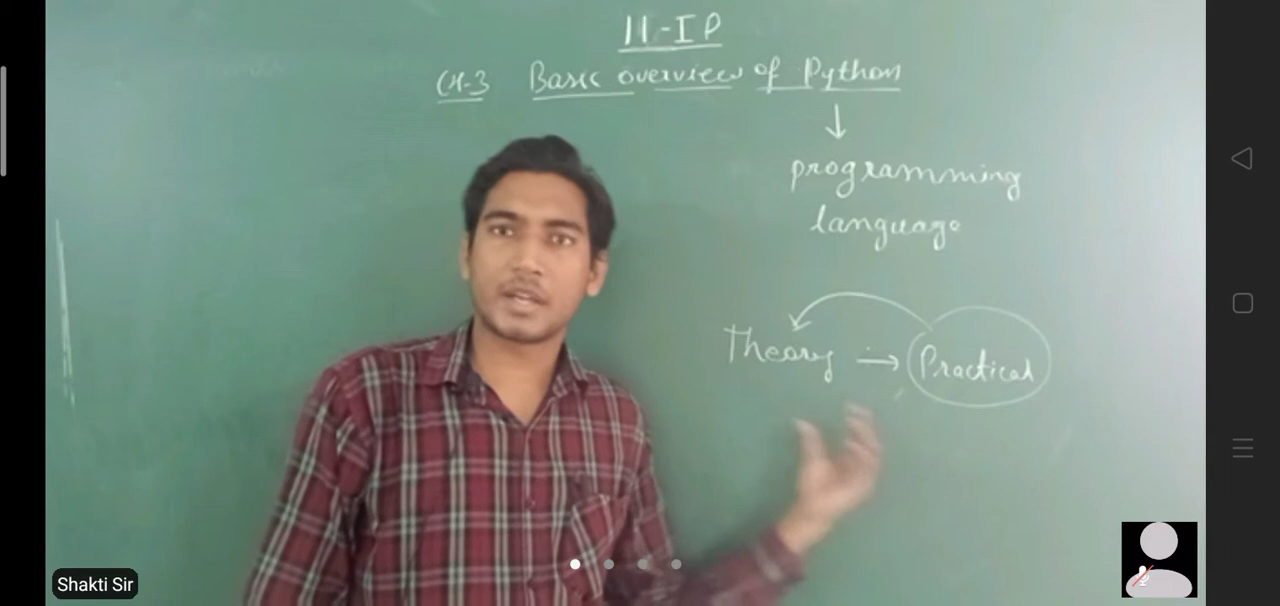 11-IP
CH-3 Basic overview of Python
↓
programming
language
Theory → Practical
Shakti Sir